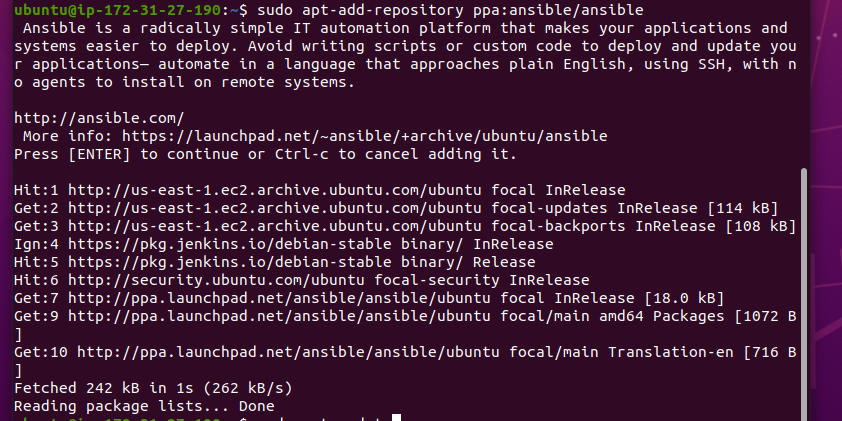 ubuntu@ip-172-31-27-190:~$ sudo apt-add-repository ppa:ansible/ansible
 Ansible is a radically simple IT automation platform that makes your applications and
systems easier to deploy. Avoid writing scripts or custom code to deploy and update you
r applications— automate in a language that approaches plain English, using SSH, with n
o agents to install on remote systems.

http://ansible.com/
 More info: https://launchpad.net/~ansible/+archive/ubuntu/ansible
Press [ENTER] to continue or Ctrl-c to cancel adding it.

Hit:1 http://us-east-1.ec2.archive.ubuntu.com/ubuntu focal InRelease
Get:2 http://us-east-1.ec2.archive.ubuntu.com/ubuntu focal-updates InRelease [114 kB]
Get:3 http://us-east-1.ec2.archive.ubuntu.com/ubuntu focal-backports InRelease [108 kB]
Ign:4 https://pkg.jenkins.io/debian-stable binary/ InRelease
Hit:5 https://pkg.jenkins.io/debian-stable binary/ Release
Hit:6 http://security.ubuntu.com/ubuntu focal-security InRelease
Get:7 http://ppa.launchpad.net/ansible/ansible/ubuntu focal InRelease [18.0 kB]
Get:9 http://ppa.launchpad.net/ansible/ansible/ubuntu focal/main amd64 Packages [1072 B
]
Get:10 http://ppa.launchpad.net/ansible/ansible/ubuntu focal/main Translation-en [716 B
]
Fetched 242 kB in 1s (262 kB/s)
Reading package lists... Done